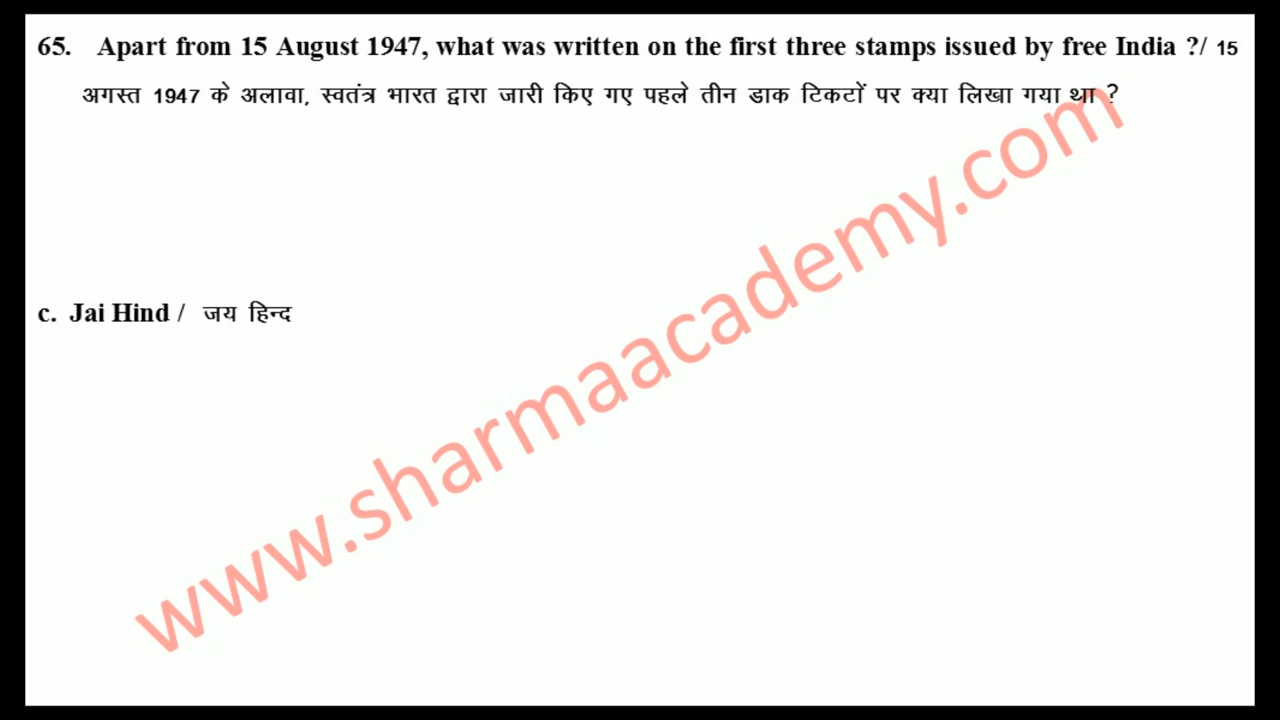 65. Apart from 15 August 1947, what was written on the first three stamps issued by free India ?/ 15
अगस्त 1947 के अलावा, स्वतंत्र भारत द्वारा जारी किए गए पहले तीन डाक टिकटों पर क्या लिखा गया था ?
c. Jai Hind / जय हिन्द
www.sharmaacademy.com